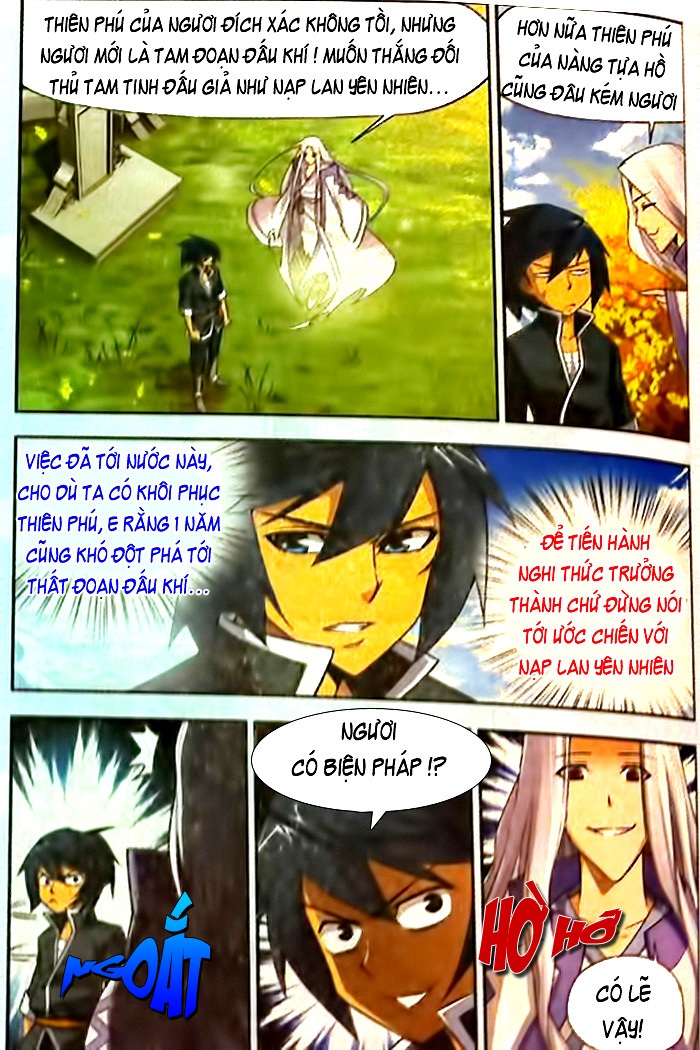 THIÊN PHÚ CỦA NGƯƠI ĐÍCH XÁC KHÔNG TỒI, NHƯNG
NGƯƠI MỚI LÀ TAM ĐOẠN ĐẤU KHÍ ! MUỐN THẮNG ĐỐI
THỦ TAM TINH ĐẤU GIẢ NHƯ NẠP LAN YÊN NHIÊN...
HƠN NỮA THIÊN PHÚ
CỦA NÀNG TỰA HỒ
CŨNG ĐÂU KÉM NGƯƠI
VIỆC ĐÃ TỚI NƯỚC NÀY,
CHO DÙ TA CÓ KHÔI PHỤC
THIÊN PHÚ, E RẰNG 1 NĂM
CŨNG KHÓ ĐỘT PHÁ TỚI
THẤT ĐOẠN ĐẤU KHÍ...
ĐỂ TIẾN HÀNH
NGHI THỨC TRƯỞNG
THÀNH CHỨ ĐỪNG NÓI
TỚI ƯỚC CHIẾN VỚI
NẠP LAN YÊN NHIÊN
NGOẮT
NGƯƠI
CÓ BIỆN PHÁP !?
HỜ HÔ
CÓ LẼ
VẬY!